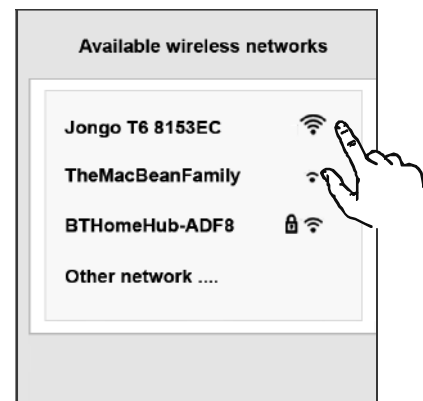 Available wireless networks
Jongo T6 8153EC
TheMacBeanFamily
BTHomeHub-ADF8
Other network ....